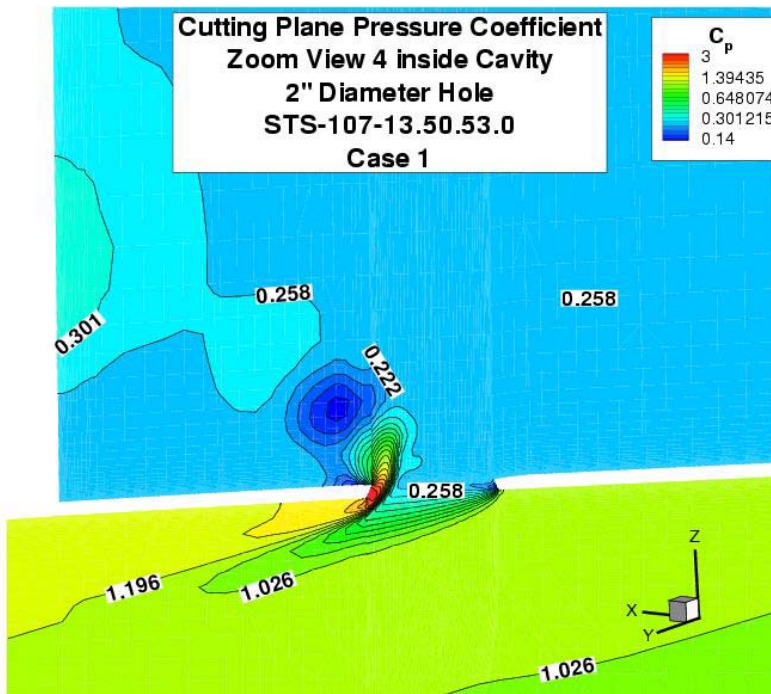 Cutting Plane Pressure Coefficient
Zoom View 4 inside Cavity
2" Diameter Hole
STS-107-13.50.53.0
Case 1
Cp
3
1.39435
0.648074
0.301215
0.14
0.258
0.258
0.301
0.222
0.258
1.196
1.026
1.026
Z
X
Y